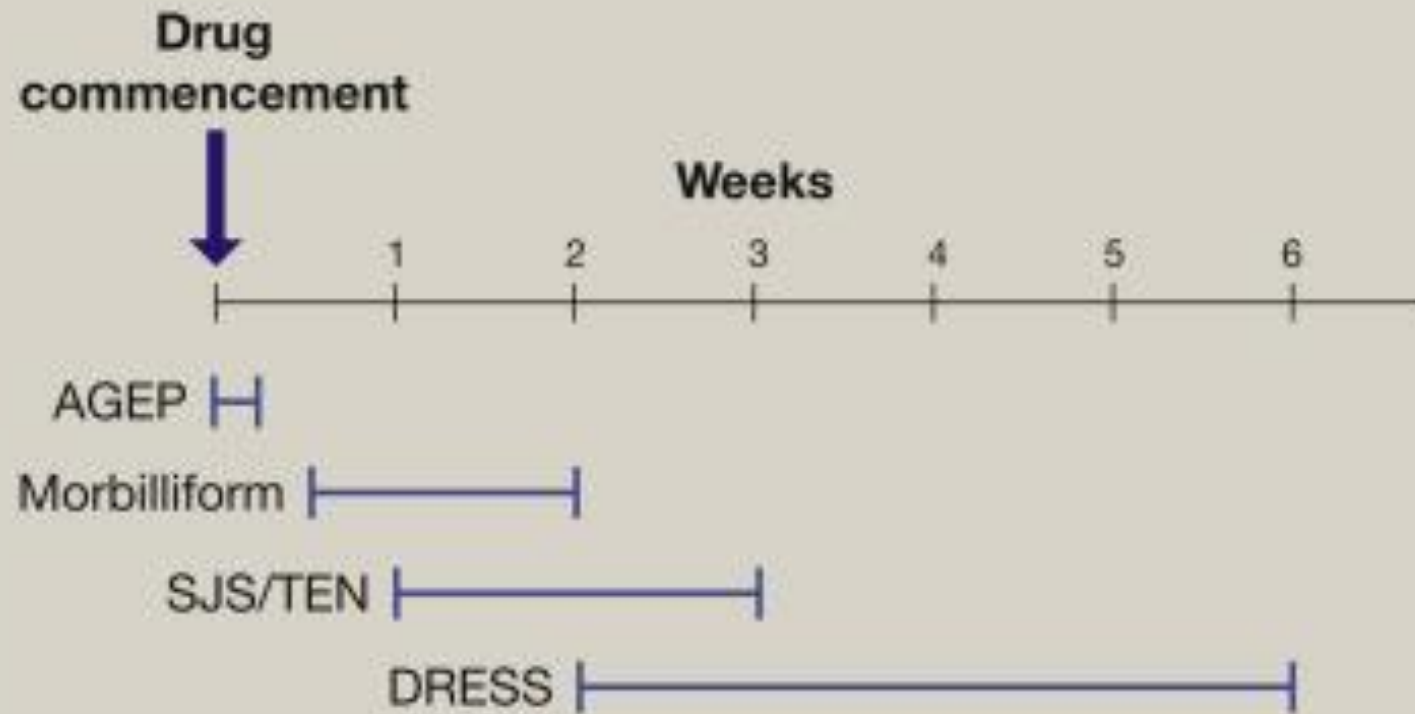 Drug
commencement
Weeks
1 2 3 4 5 6
AGEP
Morbilliform
SJS/TEN
DRESS